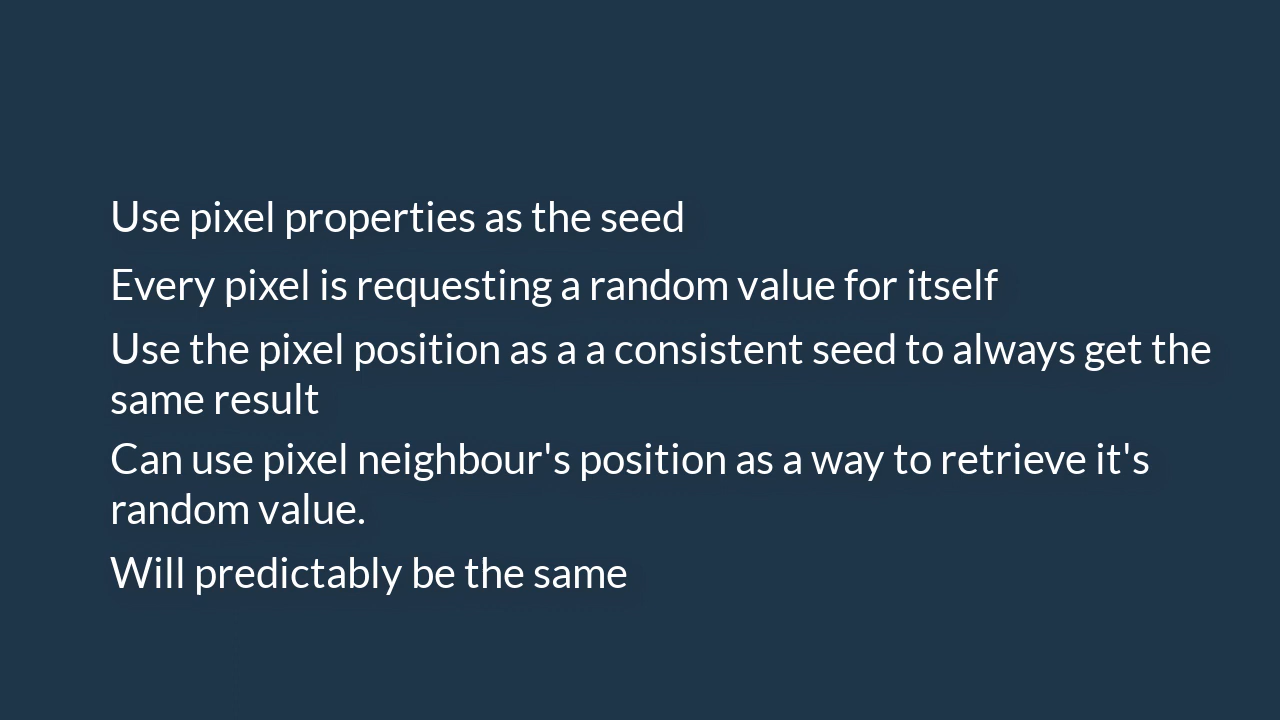 Use pixel properties as the seed
Every pixel is requesting a random value for itself
Use the pixel position as a a consistent seed to always get the
same result
Can use pixel neighbour's position as a way to retrieve it's
random value.
Will predictably be the same